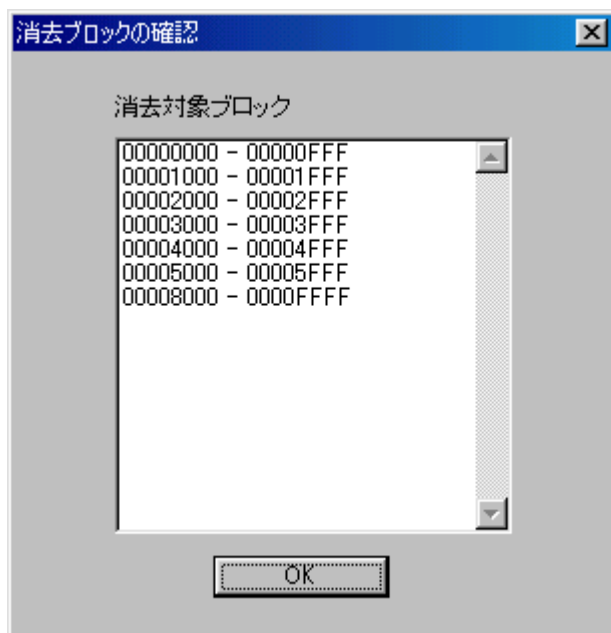 消去ブロックの確認
消去対象ブロック
00000000 - 00000FFF
00001000 - 00001FFF
00002000 - 00002FFF
00003000 - 00003FFF
00004000 - 00004FFF
00005000 - 00005FFF
00008000 - 0000FFFF
OK